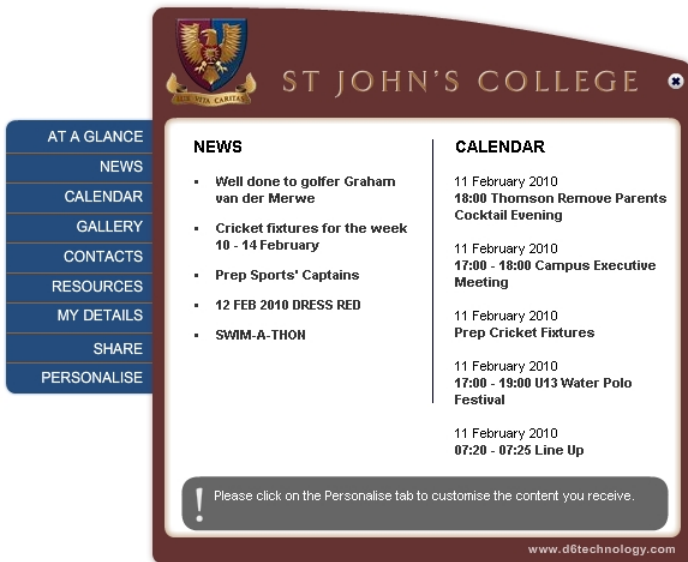 LUX VITA CARITAS
ST JOHN'S COLLEGE
AT A GLANCE
NEWS
CALENDAR
GALLERY
CONTACTS
RESOURCES
MY DETAILS
SHARE
PERSONALISE
NEWS
Well done to golfer Graham
van der Merwe
Cricket fixtures for the week
10 - 14 February
Prep Sports' Captains
12 FEB 2010 DRESS RED
SWIM-A-THON
CALENDAR
11 February 2010
18:00 Thomson Remove Parents
Cocktail Evening
11 February 2010
17:00 - 18:00 Campus Executive
Meeting
11 February 2010
Prep Cricket Fixtures
11 February 2010
17:00 - 19:00 U13 Water Polo
Festival
11 February 2010
07:20 - 07:25 Line Up
! Please click on the Personalise tab to customise the content you receive.
www.d6technology.com